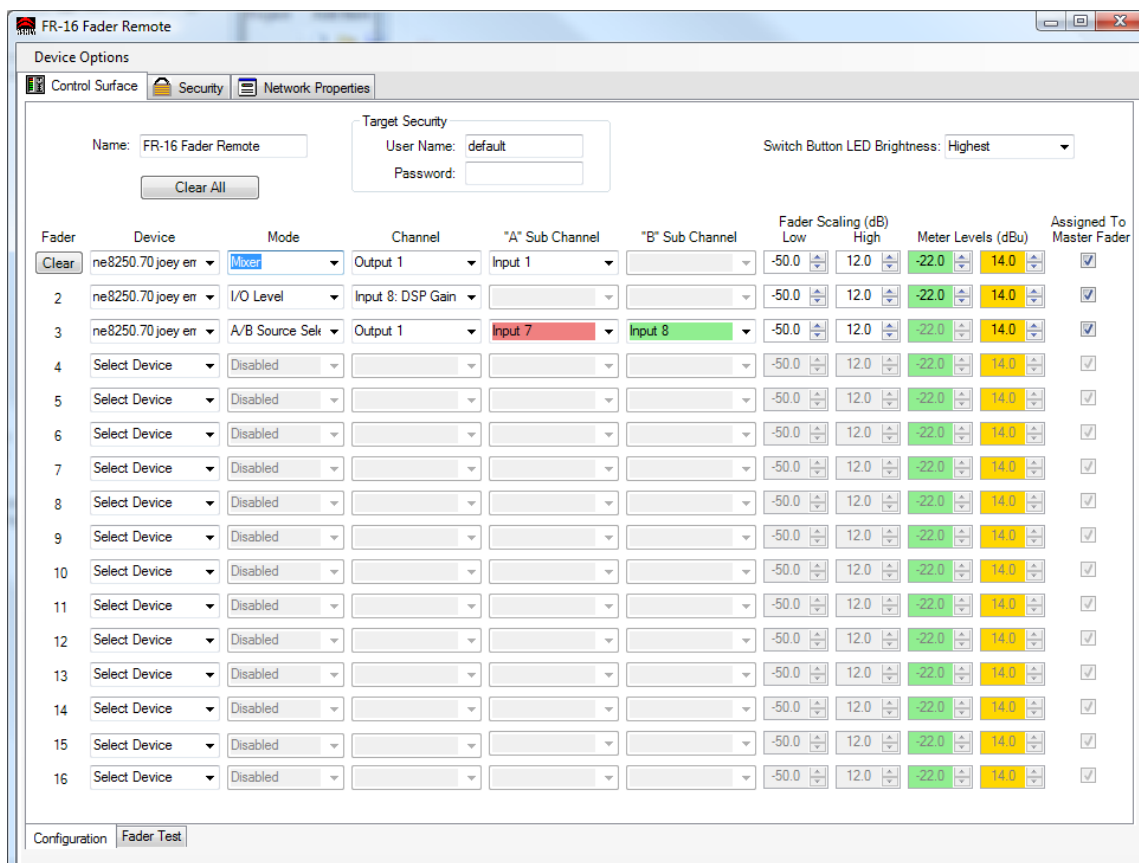 FR-16 Fader Remote
Device Options
Control Surface Security Network Properties
Target Security
Name: FR-16 Fader Remote User Name: default Switch Button LED Brightness: Highest
Clear All Password:
Fader Scaling (dB) Assigned To
Fader Device Mode Channel "A" Sub Channel "B" Sub Channel Low High Meter Levels (dBu) Master Fader
Clear ne8250.70 joey em Mixer Output 1 Input 1 -50.0 12.0 -22.0 14.0
2 ne8250.70 joey em I/O Level Input 8: DSP Gain -50.0 12.0 -22.0 14.0
3 ne8250.70 joey em A/B Source Sele Output 1 Input 7 Input 8 -50.0 12.0 -22.0 14.0
4 Select Device Disabled -50.0 12.0 -22.0 14.0
5 Select Device Disabled -50.0 12.0 -22.0 14.0
6 Select Device Disabled -50.0 12.0 -22.0 14.0
7 Select Device Disabled -50.0 12.0 -22.0 14.0
8 Select Device Disabled -50.0 12.0 -22.0 14.0
9 Select Device Disabled -50.0 12.0 -22.0 14.0
10 Select Device Disabled -50.0 12.0 -22.0 14.0
11 Select Device Disabled -50.0 12.0 -22.0 14.0
12 Select Device Disabled -50.0 12.0 -22.0 14.0
13 Select Device Disabled -50.0 12.0 -22.0 14.0
14 Select Device Disabled -50.0 12.0 -22.0 14.0
15 Select Device Disabled -50.0 12.0 -22.0 14.0
16 Select Device Disabled -50.0 12.0 -22.0 14.0
Configuration Fader Test